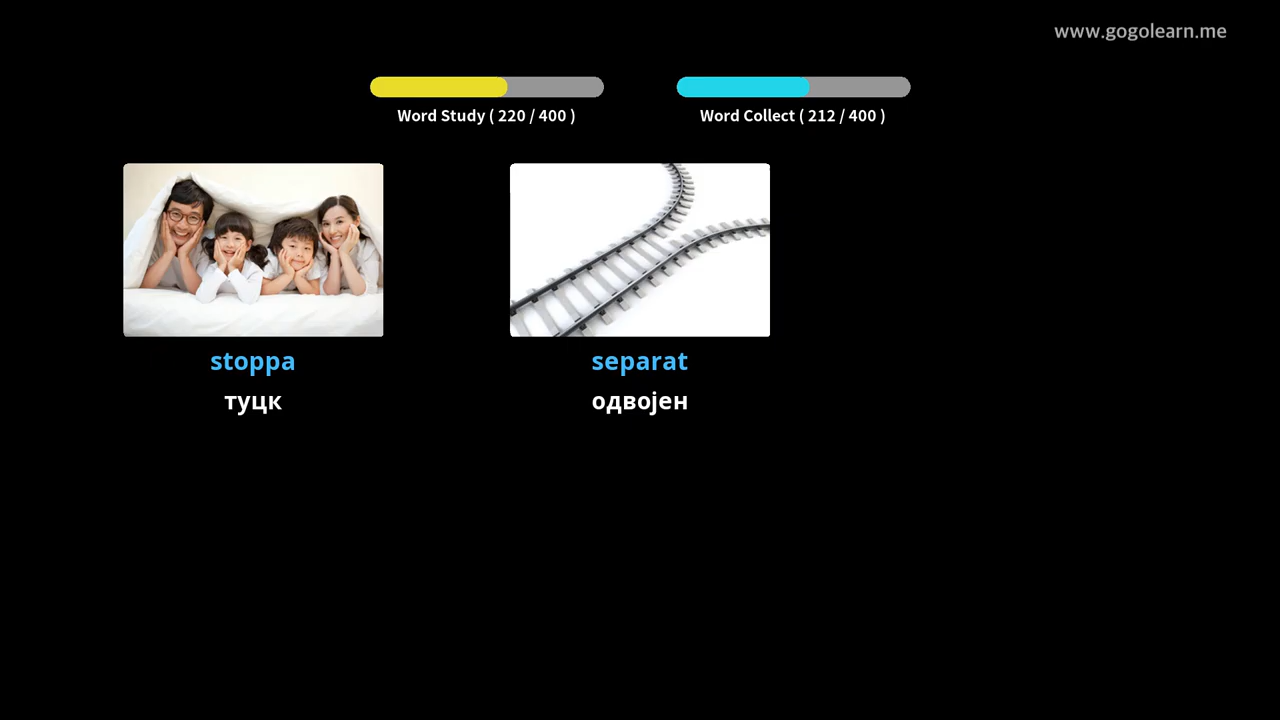 www.gogolearn.me
Word Study ( 220 / 400 )
Word Collect ( 212 / 400 )
stoppa
separat
туцк
одвојен